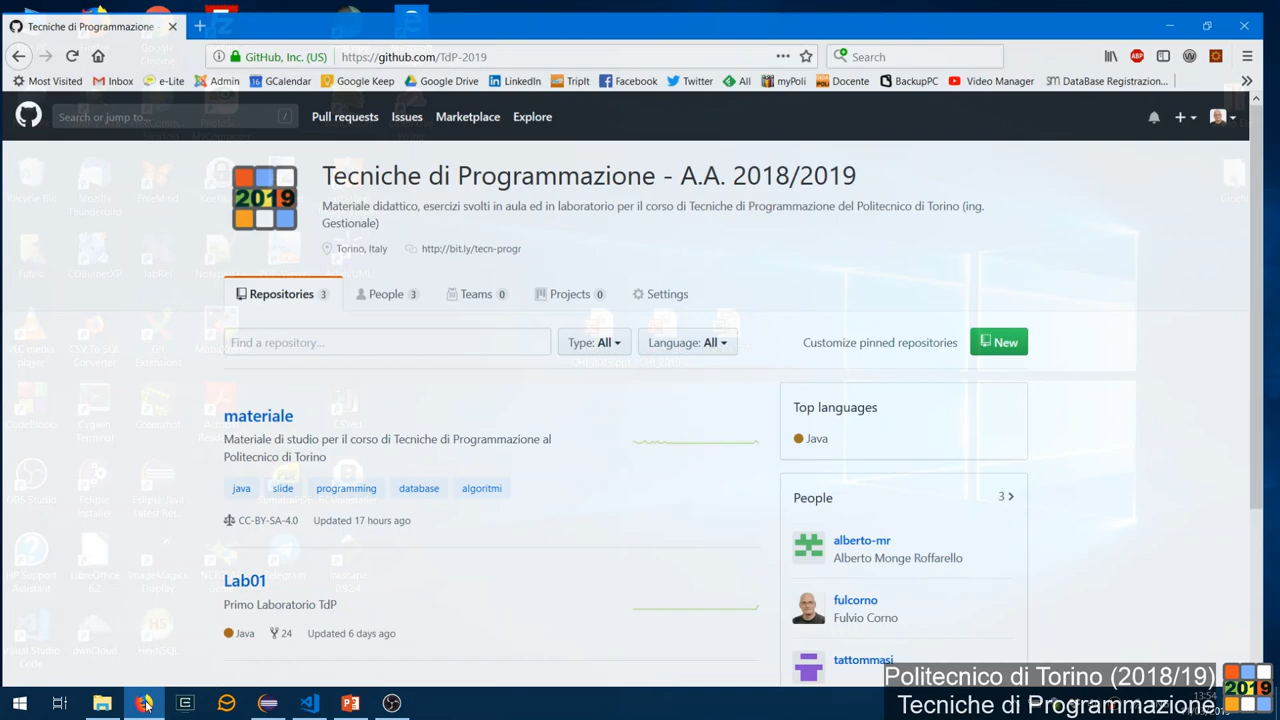 Tecniche di Programmazione -
GitHub, Inc. (US)
https://github.com/TdP-2019
Search
Most Visited
Inbox
e-Lite
Admin
GCalendar
Google Keep
Google Drive
LinkedIn
TripIt
Facebook
Twitter
All
myPoli
Docente
BackupPC
Video Manager
DataBase Registrazion...
Search or jump to...
/
Pull requests
Issues
Marketplace
Explore
2019
Tecniche di Programmazione - A.A. 2018/2019
Materiale didattico, esercizi svolti in aula ed in laboratorio per il corso di Tecniche di Programmazione del Politecnico di Torino (ing.
Gestionale)
Torino, Italy
http://bit.ly/tecn-progr
Repositories 3
People 3
Teams 0
Projects 0
Settings
Find a repository...
Type: All
Language: All
Customize pinned repositories
New
materiale
Materiale di studio per il corso di Tecniche di Programmazione al
Politecnico di Torino
java
slide
programming
database
algoritmi
CC-BY-SA-4.0 Updated 17 hours ago
Lab01
Primo Laboratorio TdP
Java
24
Updated 6 days ago
Top languages
Java
People
3
alberto-mr
Alberto Monge Roffarello
fulcorno
Fulvio Corno
tattommasi
Politecnico di Torino (2018/19)
Tecniche di Programmazione
2019
13:54